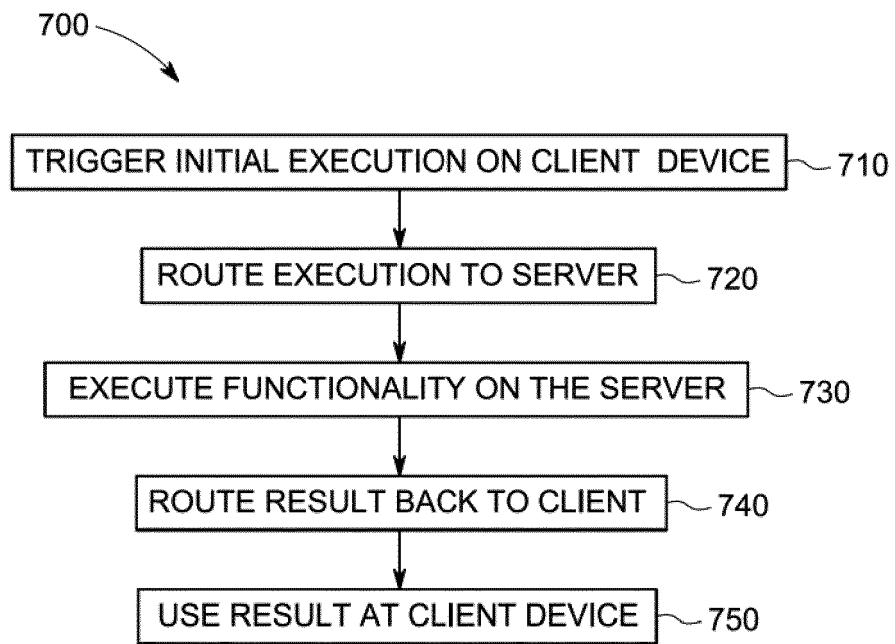 700
TRIGGER INITIAL EXECUTION ON CLIENT DEVICE 710
ROUTE EXECUTION TO SERVER 720
EXECUTE FUNCTIONALITY ON THE SERVER 730
ROUTE RESULT BACK TO CLIENT 740
USE RESULT AT CLIENT DEVICE 750